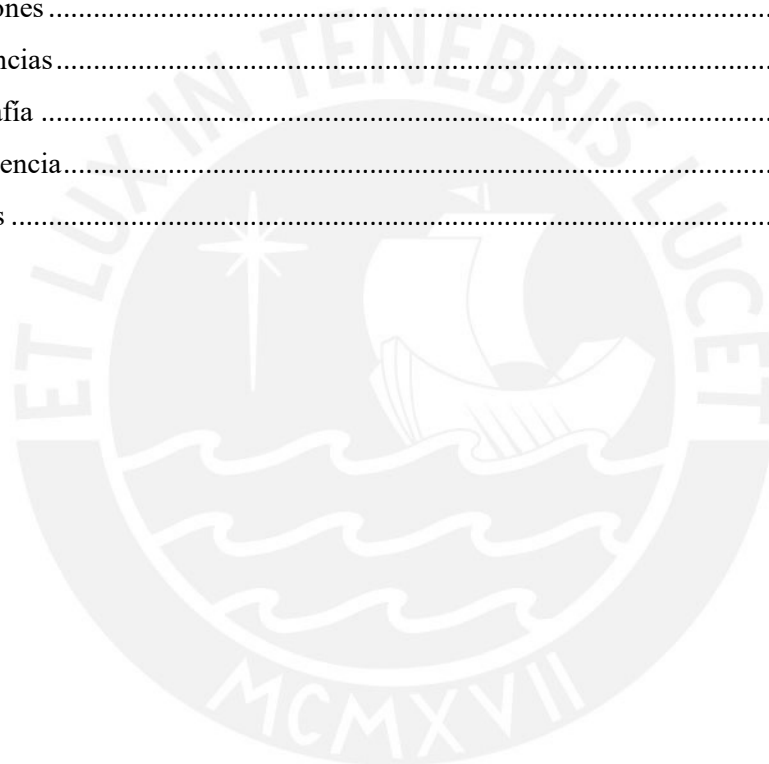 ones ....................................................................................................
ncias ....................................................................................................
afía ....................................................................................................
encia ....................................................................................................
s ....................................................................................................
ET LUX IN TENEBRIS LUCET
MCMXVII